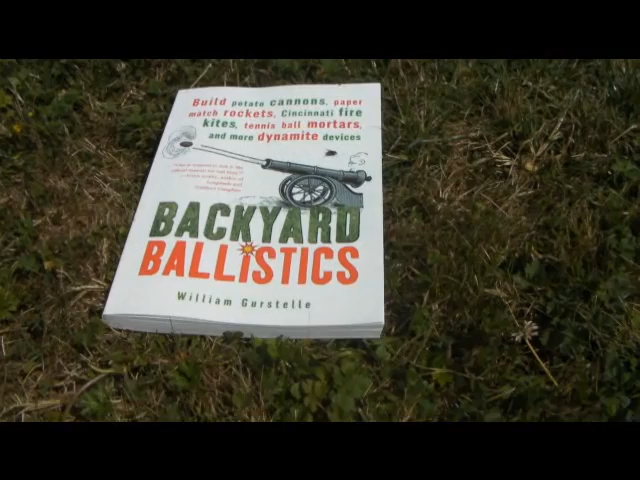 Build potato cannons, paper
match rockets, Cincinnati fire
kites, tennis ball mortars,
and more dynamite devices
BACKYARD
BALLISTICS
William Gurstelle